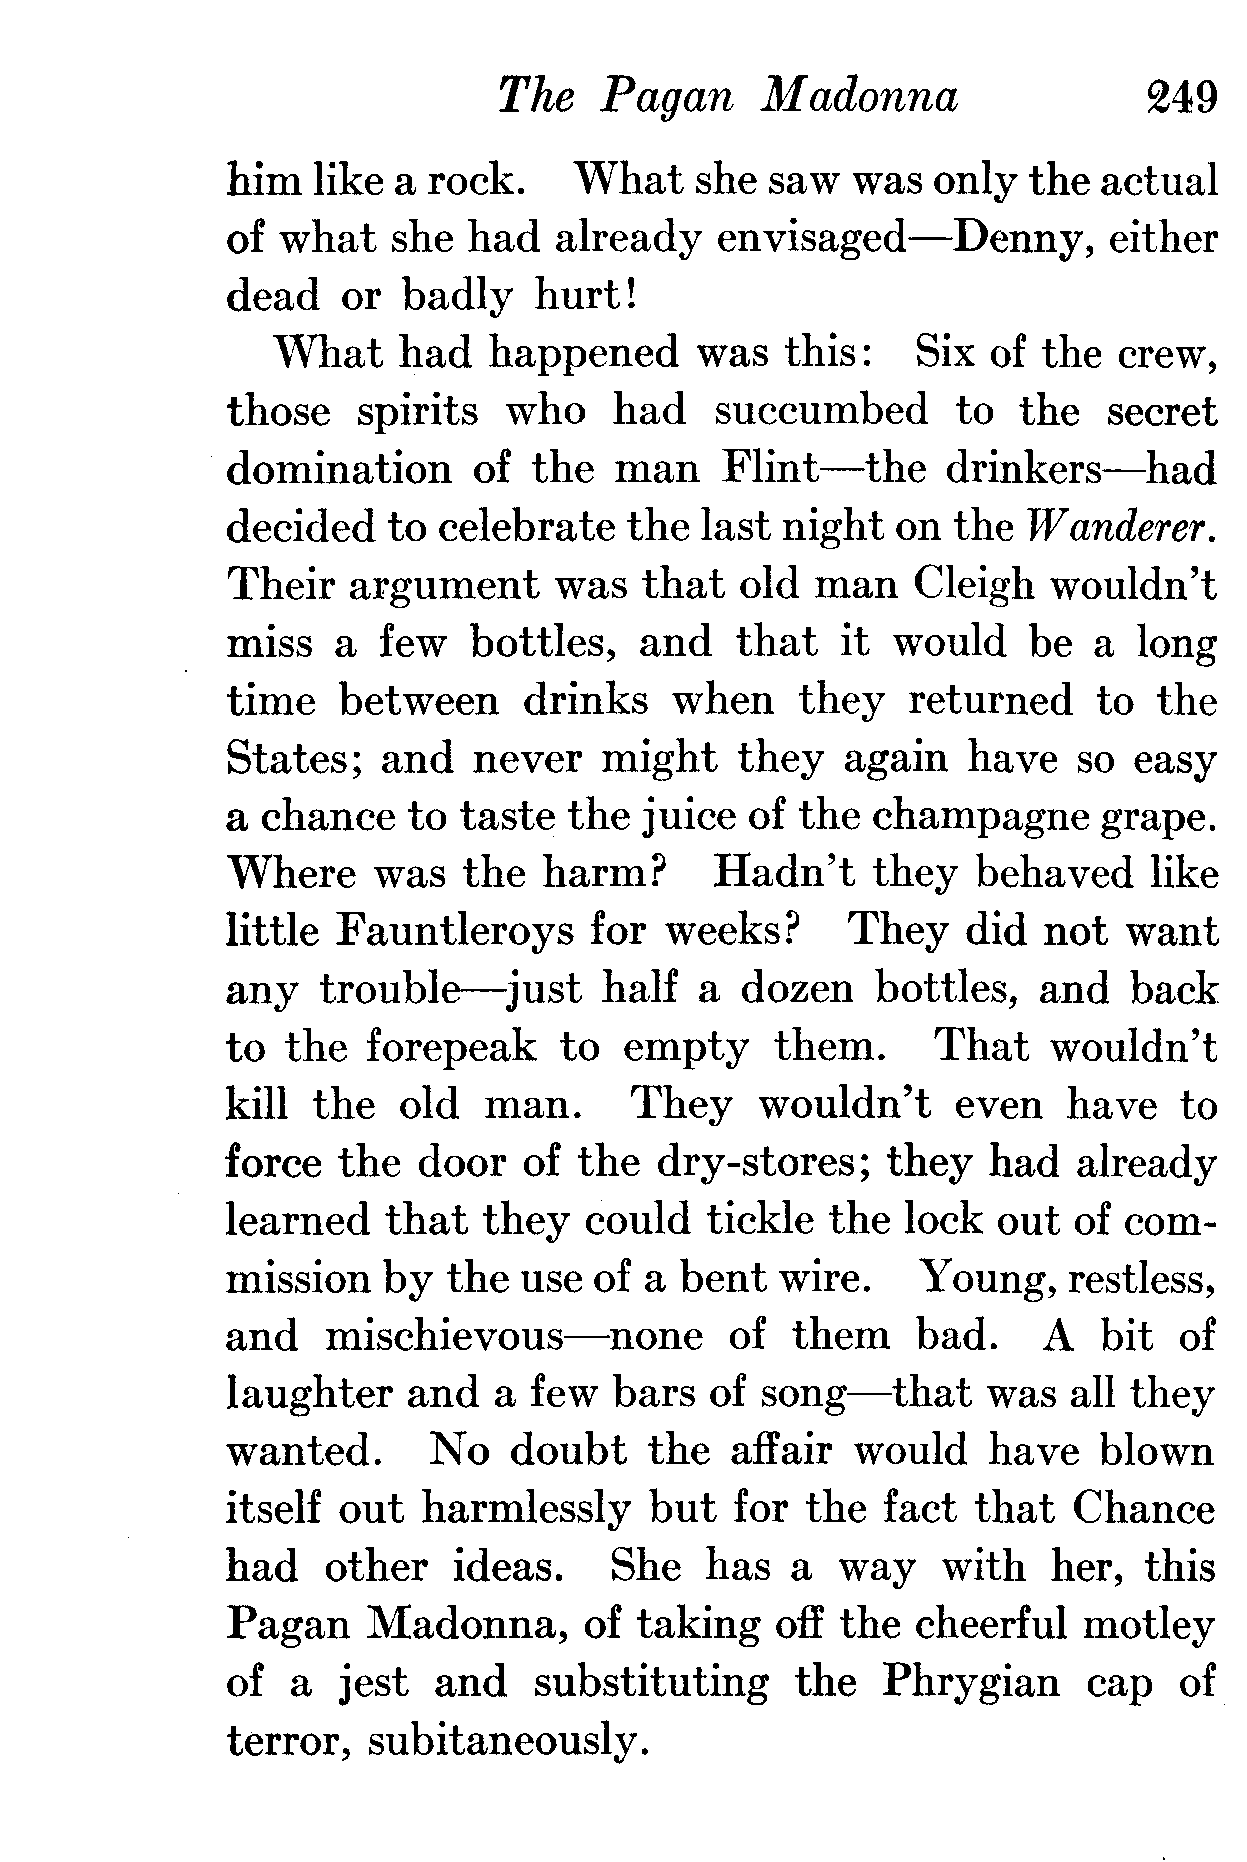 The Pagan Madonna 249
him like a rock. What she saw was only the actual
of what she had already envisaged—Denny, either
dead or badly hurt!
What had happened was this: Six of the crew,
those spirits who had succumbed to the secret
domination of the man Flint—the drinkers—had
decided to celebrate the last night on the Wanderer.
Their argument was that old man Cleigh wouldn't
miss a few bottles, and that it would be a long
time between drinks when they returned to the
States; and never might they again have so easy
a chance to taste the juice of the champagne grape.
Where was the harm? Hadn't they behaved like
little Fauntleroys for weeks? They did not want
any trouble—just half a dozen bottles, and back
to the forepeak to empty them. That wouldn't
kill the old man. They wouldn't even have to
force the door of the dry-stores; they had already
learned that they could tickle the lock out of com-
mission by the use of a bent wire. Young, restless,
and mischievous—none of them bad. A bit of
laughter and a few bars of song—that was all they
wanted. No doubt the affair would have blown
itself out harmlessly but for the fact that Chance
had other ideas. She has a way with her, this
Pagan Madonna, of taking off the cheerful motley
of a jest and substituting the Phrygian cap of
terror, subitaneously.